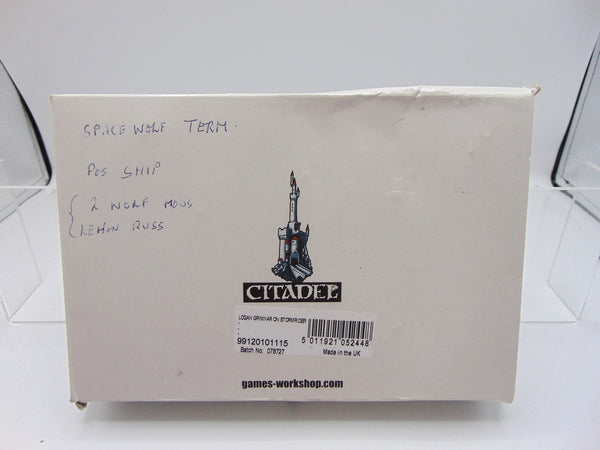 SPACE WOLF TERM.
POS SHIP
2 WOLF MODS
LEMON RUSS
CITADEL
LOGAN GRIMNAR ON STORMRIDER
99120101115
5 011921 052448
Batch No: 078727
Made in the UK
games-workshop.com